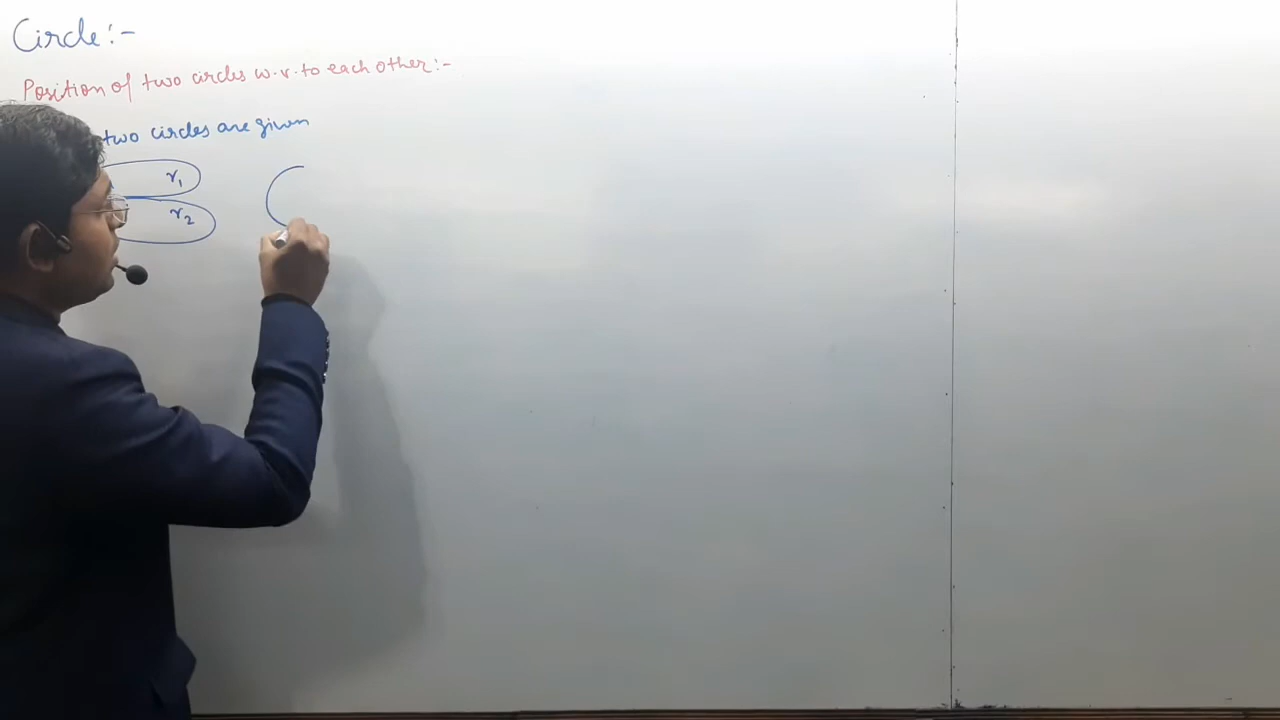 Circle:-
Position of two circles w.r.to each other:-
two circles are given
r1
r2